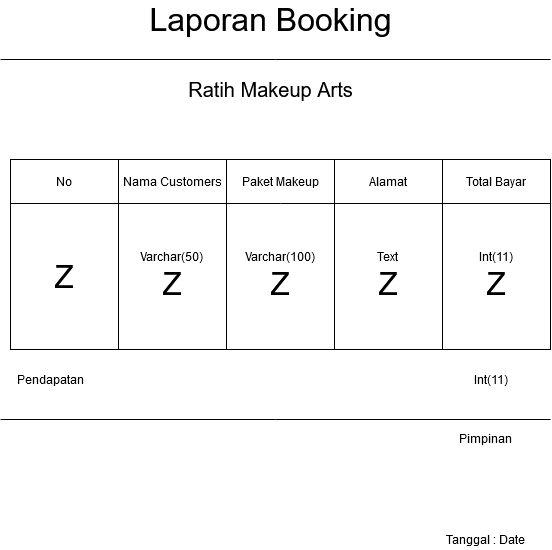 Laporan Booking
Ratih Makeup Arts
No Nama Customers Paket Makeup Alamat Total Bayar
Varchar(50) Varchar(100) Text Int(11)
Z Z Z Z Z
Pendapatan Int(11)
Pimpinan
Tanggal : Date